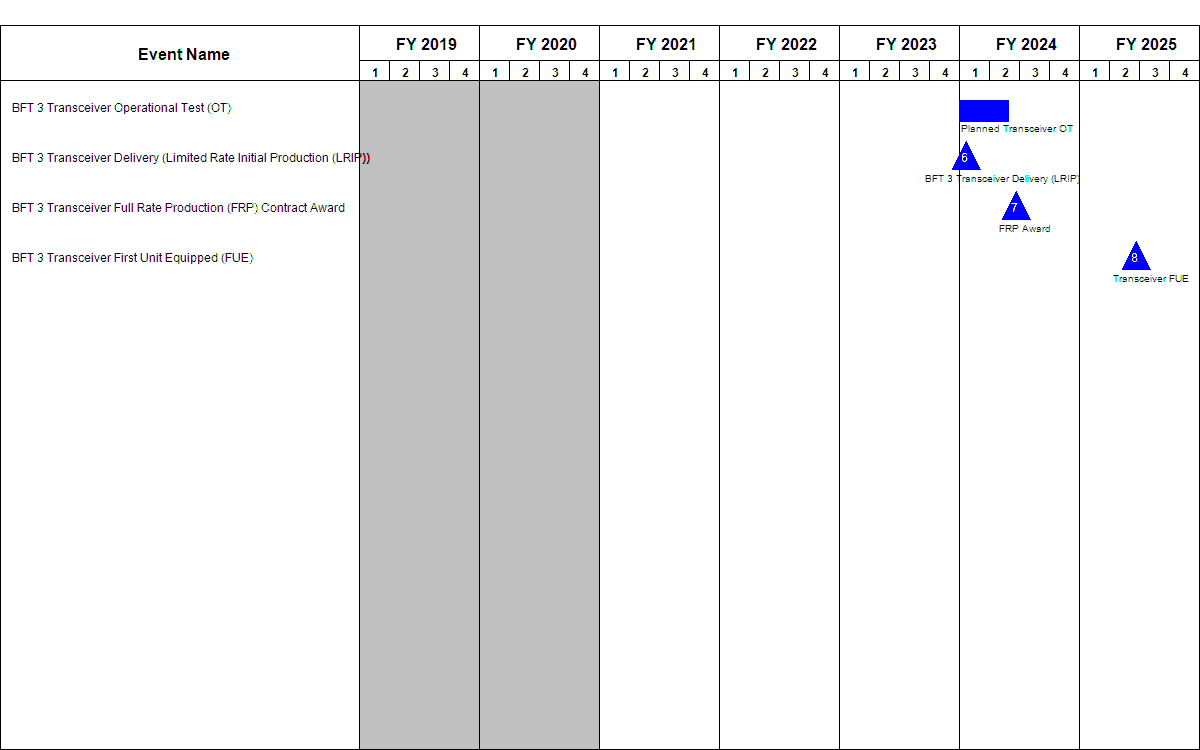 Event Name
FY 2019 FY 2020 FY 2021 FY 2022 FY 2023 FY 2024 FY 2025
1 2 3 4 1 2 3 4 1 2 3 4 1 2 3 4 1 2 3 4 1 2 3 4 1 2 3 4
BFT 3 Transceiver Operational Test (OT)
Planned Transceiver OT
BFT 3 Transceiver Delivery (Limited Rate Initial Production (LRIP))
6
BFT 3 Transceiver Delivery (LRIP)
BFT 3 Transceiver Full Rate Production (FRP) Contract Award
7
FRP Award
BFT 3 Transceiver First Unit Equipped (FUE)
8
Transceiver FUE